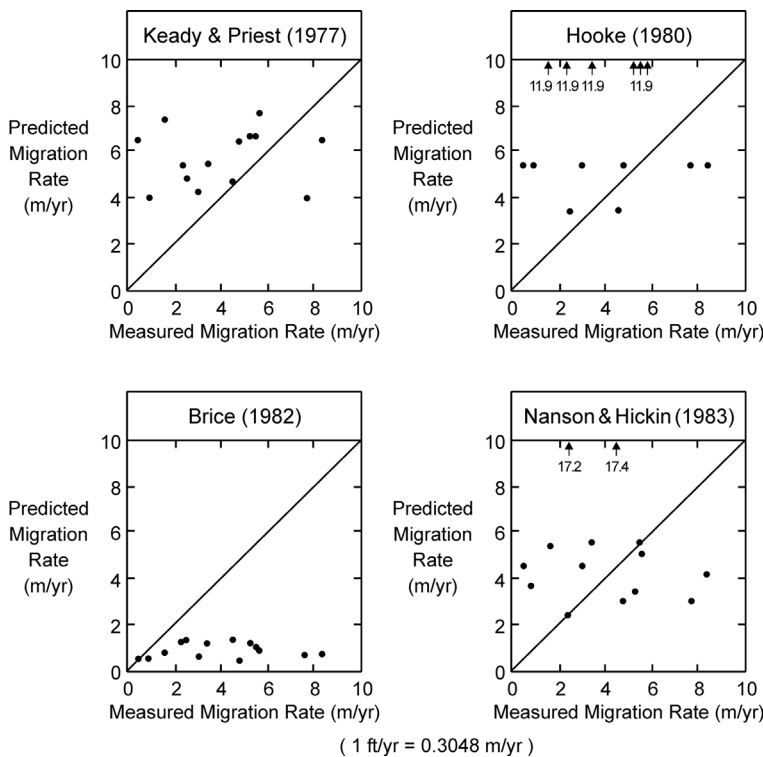 Keady & Priest (1977)
10
8
6
4
2
0
Predicted
Migration
Rate
(m/yr)
0 2 4 6 8 10
Measured Migration Rate (m/yr)
Hooke (1980)
10
8
6
4
2
0
11.9 11.9 11.9 11.9
Predicted
Migration
Rate
(m/yr)
0 2 4 6 8 10
Measured Migration Rate (m/yr)
Brice (1982)
10
8
6
4
2
0
Predicted
Migration
Rate
(m/yr)
0 2 4 6 8 10
Measured Migration Rate (m/yr)
Nanson & Hickin (1983)
10
8
6
4
2
0
17.2 17.4
Predicted
Migration
Rate
(m/yr)
0 2 4 6 8 10
Measured Migration Rate (m/yr)
( 1 ft/yr = 0.3048 m/yr )